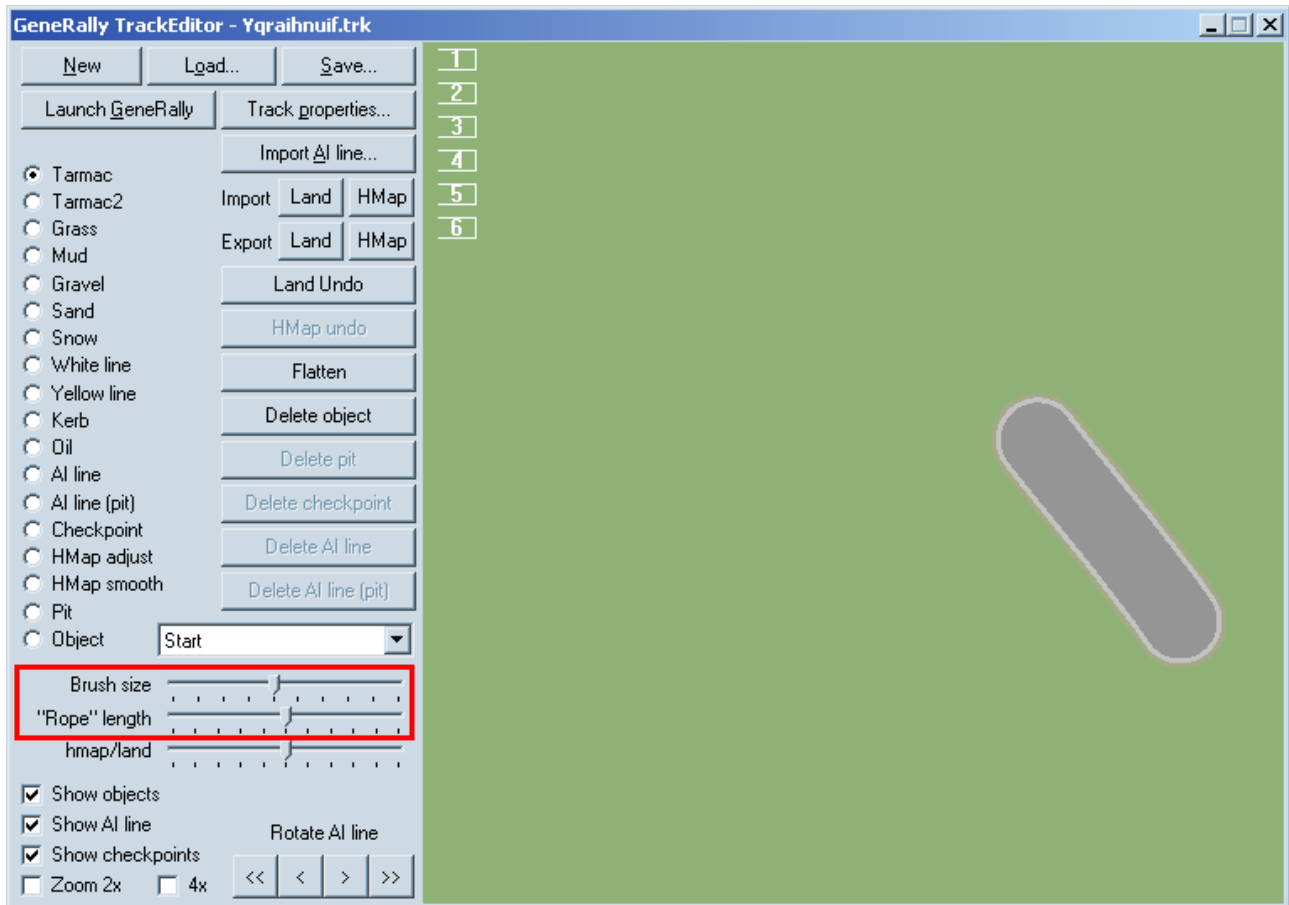 GeneRally TrackEditor - Yqraihnuif.trk
New Load... Save...
Launch GeneRally Track properties...
Import AI line...
Import Land HMap
Export Land HMap
Land Undo
HMap undo
Flatten
Delete object
Delete pit
Delete checkpoint
Delete AI line
Delete AI line (pit)
Tarmac
Tarmac2
Grass
Mud
Gravel
Sand
Snow
White line
Yellow line
Kerb
Oil
AI line
AI line (pit)
Checkpoint
HMap adjust
HMap smooth
Pit
Object Start
Brush size
"Rope" length
hmap/land
Show objects
Show AI line
Show checkpoints
Zoom 2x 4x
Rotate AI line
<< < > >>
1
2
3
4
5
6